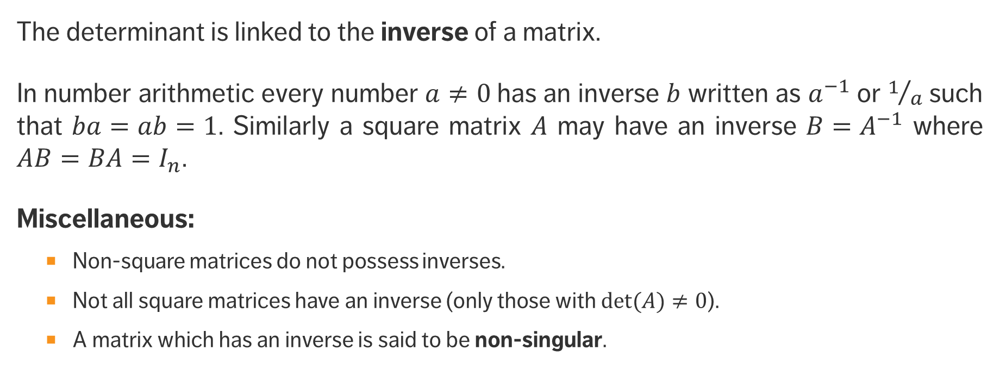 The determinant is linked to the inverse of a matrix.
In number arithmetic every number a ≠ 0 has an inverse b written as a⁻¹ or 1/a such
that ba = ab = 1. Similarly a square matrix A may have an inverse B = A⁻¹ where
AB = BA = Iₙ.
Miscellaneous:
▪ Non-square matrices do not possess inverses.
▪ Not all square matrices have an inverse (only those with det(A) ≠ 0).
▪ A matrix which has an inverse is said to be non-singular.